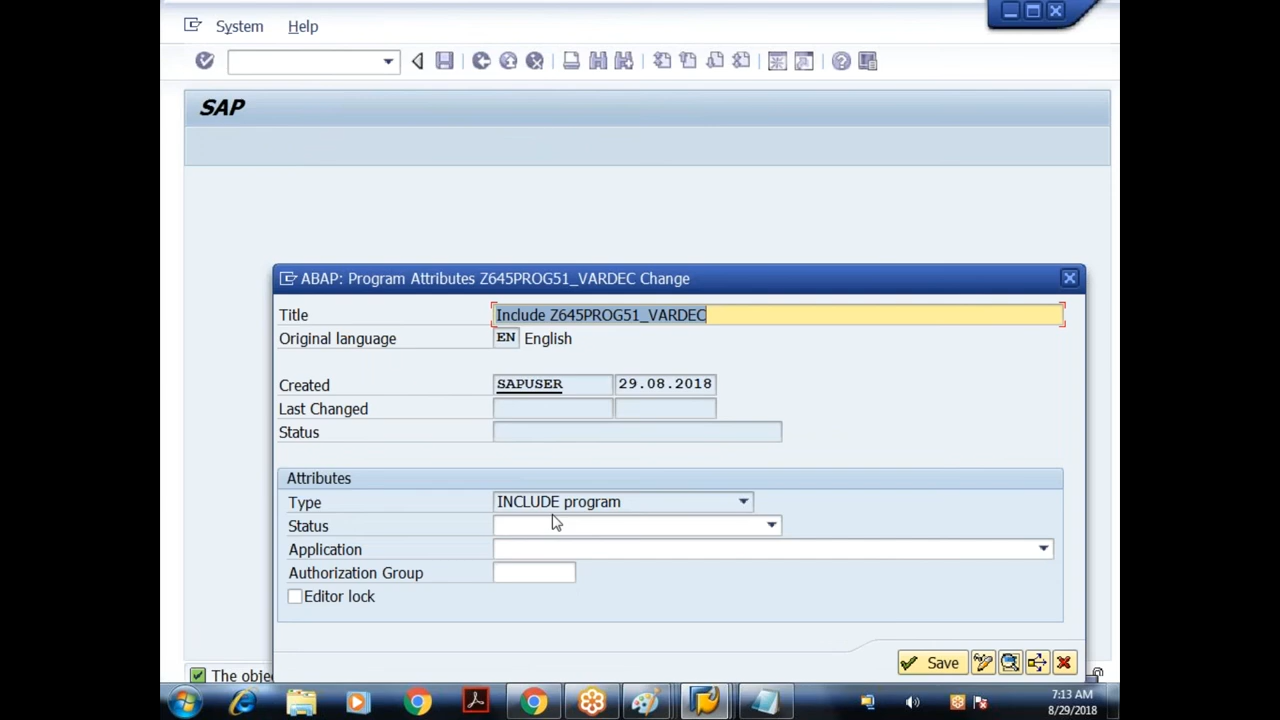 System Help
SAP
ABAP: Program Attributes Z645PROG51_VARDEC Change
Title Include Z645PROG51_VARDEC
Original language EN English
Created SAPUSER 29.08.2018
Last Changed
Status
Attributes
Type INCLUDE program
Status
Application
Authorization Group
Editor lock
Save
The obje
7:13 AM
8/29/2018